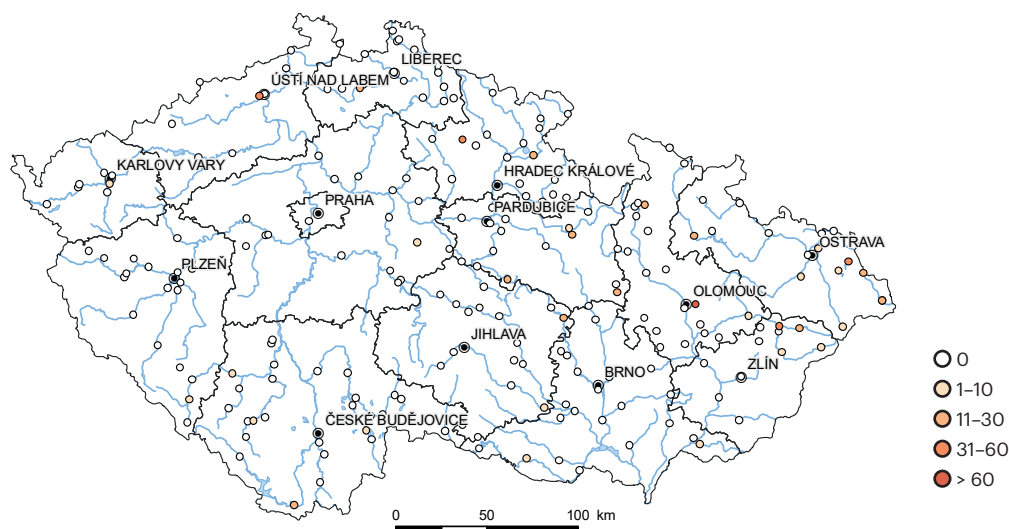 LIBEREC
ÚSTÍ NAD LABEM
KARLOVY VARY
HRADEC KRÁLOVÉ
PRAHA
PARDUBICE
OSTRAVA
PLZEŇ
OLOMOUC
JIHLAVA
ZLÍN
BRNO
ČESKÉ BUDĚJOVICE
0
1–10
11–30
31–60
> 60
0 50 100 km